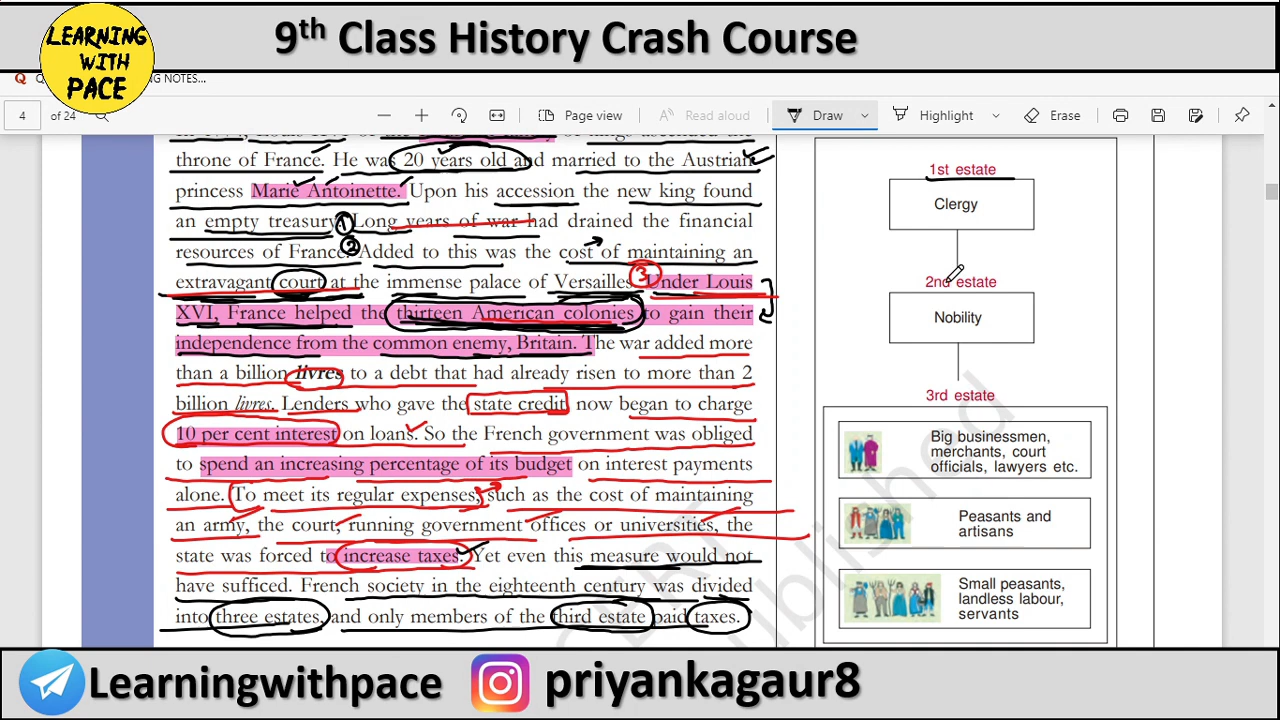 LEARNING
WITH
PACE
9th Class History Crash Course
NG NOTES...
4 of 24
Page view
Read aloud
Draw
Highlight
Erase
throne of France. He was 20 years old and married to the Austrian
princess Marie Antoinette. Upon his accession the new king found
an empty treasury. Long years of war had drained the financial
1
resources of France. Added to this was the cost of maintaining an
2
extravagant court at the immense palace of Versailles. Under Louis
3
XVI, France helped the thirteen American colonies to gain their
independence from the common enemy, Britain. The war added more
than a billion livres to a debt that had already risen to more than 2
billion livres. Lenders who gave the state credit, now began to charge
10 per cent interest on loans. So the French government was obliged
to spend an increasing percentage of its budget on interest payments
alone. To meet its regular expenses, such as the cost of maintaining
an army, the court, running government offices or universities, the
state was forced to increase taxes. Yet even this measure would not
have sufficed. French society in the eighteenth century was divided
into three estates, and only members of the third estate paid taxes.
1st estate
Clergy
2nd estate
Nobility
3rd estate
Big businessmen,
merchants, court
officials, lawyers etc.
Peasants and
artisans
Small peasants,
landless labour,
servants
Learningwithpace
priyankagaur8